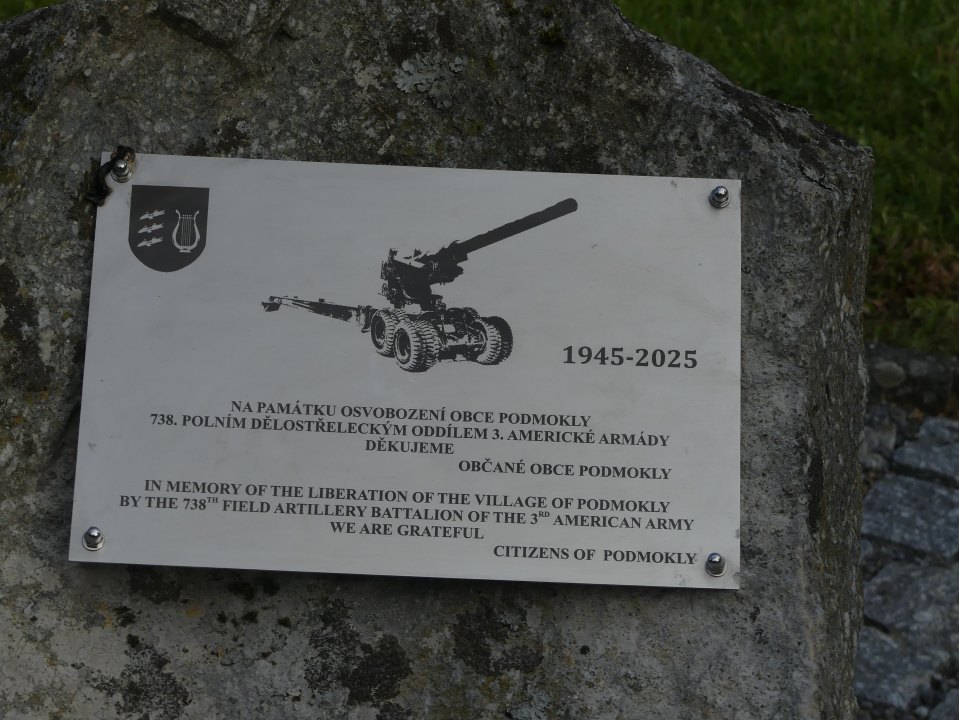 1945-2025
NA PAMÁTKU OSVOBOZENÍ OBCE PODMOKLY
738. POLNÍM DĚLOSTŘELECKÝM ODDÍLEM 3. AMERICKÉ ARMÁDY
DĚKUJEME
OBČANÉ OBCE PODMOKLY
IN MEMORY OF THE LIBERATION OF THE VILLAGE OF PODMOKLY
BY THE 738TH FIELD ARTILLERY BATTALION OF THE 3RD AMERICAN ARMY
WE ARE GRATEFUL
CITIZENS OF PODMOKLY